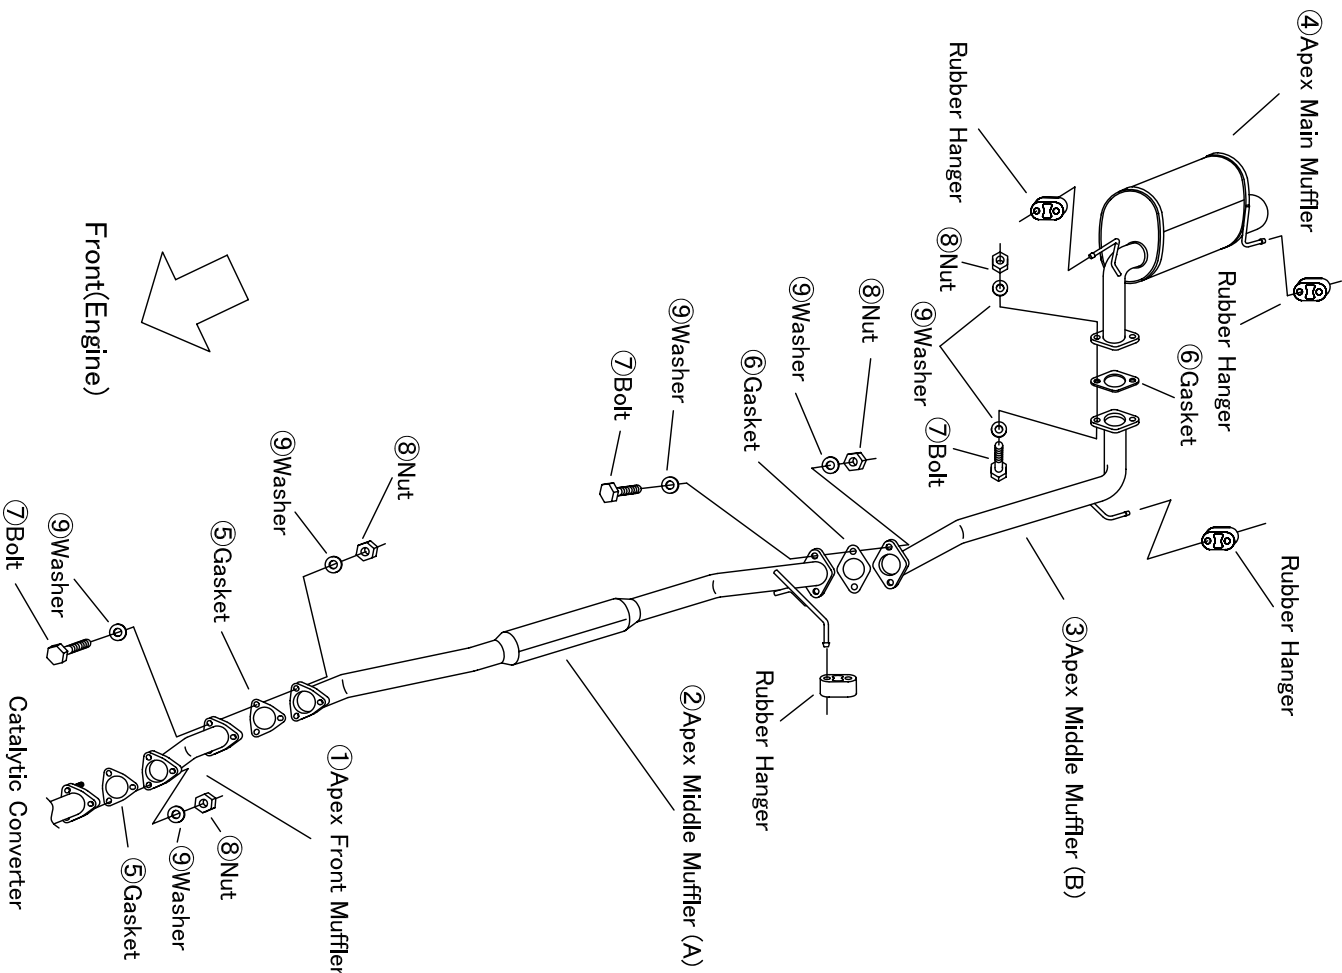 ④Apex Main Muffler
Rubber Hanger
Rubber Hanger
⑥Gasket
⑧Nut
⑨Washer
⑦Bolt
Rubber Hanger
③Apex Middle Muffler (B)
⑧Nut
⑨Washer
⑥Gasket
⑨Washer
⑦Bolt
Rubber Hanger
②Apex Middle Muffler (A)
⑧Nut
⑨Washer
⑤Gasket
①Apex Front Muffler
⑨Washer
⑦Bolt
⑧Nut
⑨Washer
⑤Gasket
Catalytic Converter
Front(Engine)